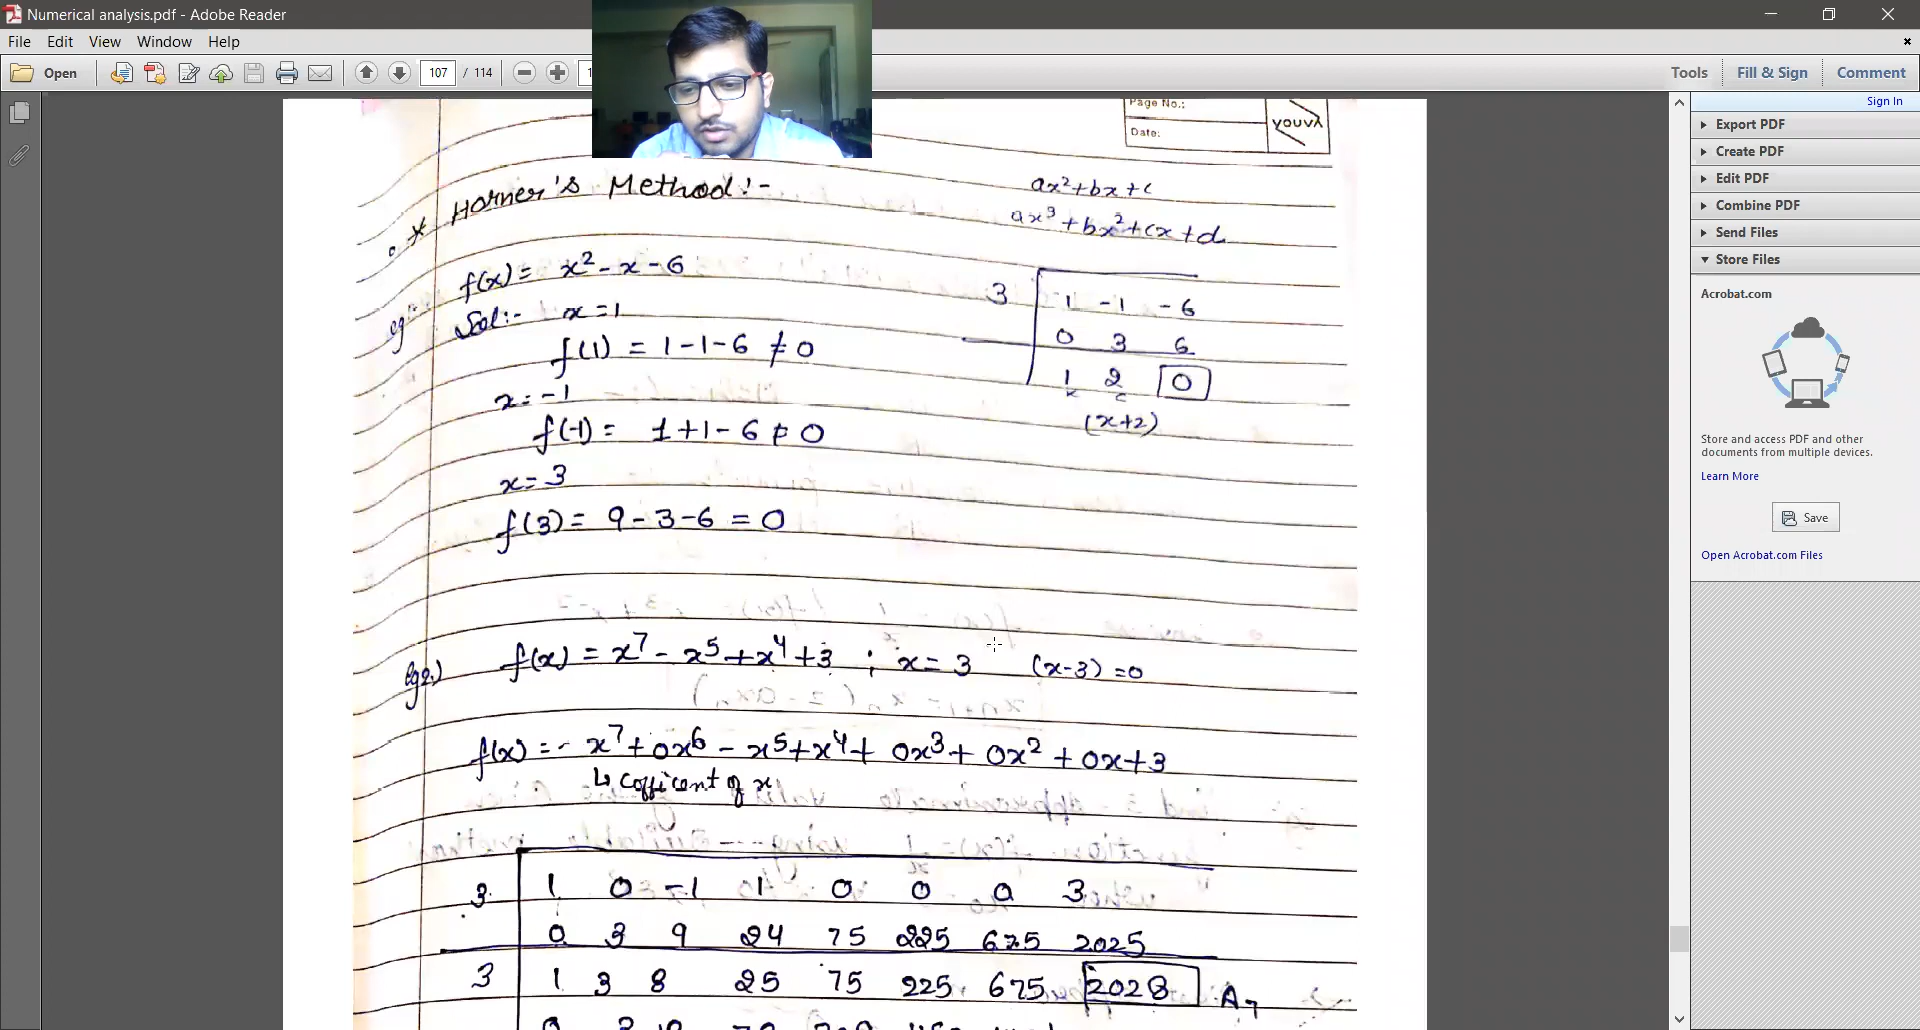 Numerical analysis.pdf - Adobe Reader
File Edit View Window Help
Open 107 / 114 1 Tools Fill & Sign Comment
Sign In
Export PDF
Create PDF
Edit PDF
Combine PDF
Send Files
Store Files
Acrobat.com
Store and access PDF and other
documents from multiple devices.
Learn More
Save
Open Acrobat.com Files
Page No.:
Date:
YOUVA
* Horner's Method:-
ax²+bx+c
ax³+bx²+cx+d
eg:
f(x)= x²-x-6
Sol:- x=1
f(1) = 1-1-6 ≠0
x=-1
f(-1)= 1+1-6≠0
x=3
f(3)= 9-3-6=0
3 1 -1 -6
0 3 6
1 2 0
x c
(x+2)
eg2.) f(x)= x⁷-x⁵+x⁴+3 ; x=3 (x-3)=0
f(x)=- x⁷+0x⁶-x⁵+x⁴+0x³+0x²+0x+3
↳ cofficent of x
3 1 0 -1 1 0 0 0 3
0 3 9 24 75 225 675 2025
3 1 3 8 25 75 225 675 2028 A₇